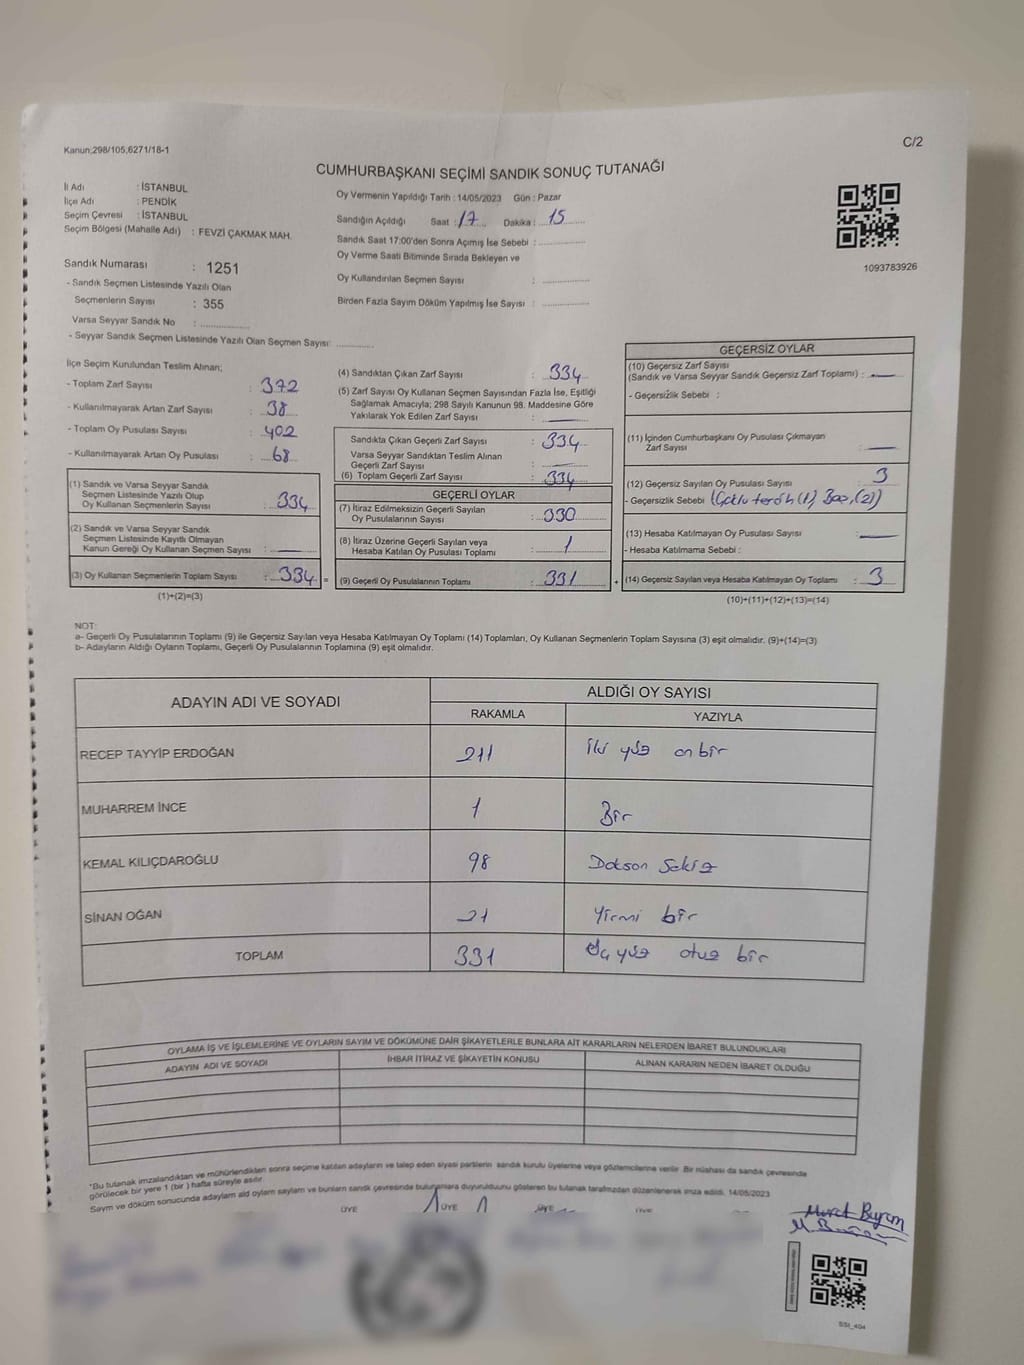 Kanun;298/105,6271/18-1
C/2
CUMHURBAŞKANI SEÇİMİ SANDIK SONUÇ TUTANAĞI
İl Adı : İSTANBUL
İlçe Adı : PENDİK
Seçim Çevresi : İSTANBUL
Seçim Bölgesi (Mahalle Adı) : FEVZİ ÇAKMAK MAH.
Sandık Numarası : 1251
- Sandık Seçmen Listesinde Yazılı Olan
Seçmenlerin Sayısı : 355
Varsa Seyyar Sandık No : ................
- Seyyar Sandık Seçmen Listesinde Yazılı Olan Seçmen Sayısı: ............
Oy Vermenin Yapıldığı Tarih : 14/05/2023 Gün : Pazar
Sandığın Açıldığı Saat : 17 Dakika : 15
Sandık Saat 17:00'den Sonra Açımış İse Sebebi : ................
Oy Verme Saati Bitiminde Sırada Bekleyen ve
Oy Kullandırılan Seçmen Sayısı : ................
Birden Fazla Sayım Döküm Yapılmış İse Sayısı : ................
1093783926
İlçe Seçim Kurulundan Teslim Alınan;
- Toplam Zarf Sayısı : 372
- Kullanılmayarak Artan Zarf Sayısı : 38
- Toplam Oy Pusulası Sayısı : 402
- Kullanılmayarak Artan Oy Pusulası : 68
(1) Sandık ve Varsa Seyyar Sandık
Seçmen Listesinde Yazılı Olup
Oy Kullanan Seçmenlerin Sayısı : 334
(2) Sandık ve Varsa Seyyar Sandık
Seçmen Listesinde Kayıtlı Olmayan
Kanun Gereği Oy Kullanan Seçmen Sayısı : —
(3) Oy Kullanan Seçmenlerin Toplam Sayısı : 334 =
(1)+(2)=(3)
(4) Sandıktan Çıkan Zarf Sayısı : 334
(5) Zarf Sayısı Oy Kullanan Seçmen Sayısından Fazla İse, Eşitliği
Sağlamak Amacıyla; 298 Sayılı Kanunun 98. Maddesine Göre
Yakılarak Yok Edilen Zarf Sayısı : —
Sandıkta Çıkan Geçerli Zarf Sayısı : 334
Varsa Seyyar Sandıktan Teslim Alınan
Geçerli Zarf Sayısı : —
(6) Toplam Geçerli Zarf Sayısı : 334
GEÇERLİ OYLAR
(7) İtiraz Edilmeksizin Geçerli Sayılan
Oy Pusulalarının Sayısı : 330
(8) İtiraz Üzerine Geçerli Sayılan veya
Hesaba Katılan Oy Pusulası Toplamı : 1
(9) Geçerli Oy Pusulalarının Toplamı : 331 +
GEÇERSİZ OYLAR
(10) Geçersiz Zarf Sayısı
(Sandık ve Varsa Seyyar Sandık Geçersiz Zarf Toplamı) : —
- Geçersizlik Sebebi :
(11) İçinden Cumhurbaşkanı Oy Pusulası Çıkmayan
Zarf Sayısı : —
(12) Geçersiz Sayılan Oy Pusulası Sayısı : 3
- Geçersizlik Sebebi (Çoklu tercih (1) Boş, (2))
(13) Hesaba Katılmayan Oy Pusulası Sayısı : —
- Hesaba Katılmama Sebebi :
(14) Geçersiz Sayılan veya Hesaba Katılmayan Oy Toplamı : 3
(10)+(11)+(12)+(13)=(14)
NOT:
a- Geçerli Oy Pusulalarının Toplamı (9) ile Geçersiz Sayılan veya Hesaba Katılmayan Oy Toplamı (14) Toplamları, Oy Kullanan Seçmenlerin Toplam Sayısına (3) eşit olmalıdır. (9)+(14)=(3)
b- Adayların Aldığı Oyların Toplamı, Geçerli Oy Pusulalarının Toplamına (9) eşit olmalıdır.
ADAYIN ADI VE SOYADI ALDIĞI OY SAYISI
RAKAMLA YAZIYLA
RECEP TAYYİP ERDOĞAN 211 iki yüz on bir
MUHARREM İNCE 1 Bir
KEMAL KILIÇDAROĞLU 98 Doksan Sekiz
SİNAN OĞAN 21 Yirmi bir
TOPLAM 331 Üç yüz otuz bir
OYLAMA İŞ VE İŞLEMLERİNE VE OYLARIN SAYIM VE DÖKÜMÜNE DAİR ŞİKAYETLERLE BUNLARA AİT KARARLARIN NELERDEN İBARET BULUNDUKLARI
ADAYIN ADI VE SOYADI İHBAR İTİRAZ VE ŞİKAYETİN KONUSU ALINAN KARARIN NEDEN İBARET OLDUĞU
*Bu tutanak imzalandıktan ve mühürlendikten sonra seçime katılan adayların ve talep eden siyasi partilerin sandık kurulu üyelerine veya gözlemcilerine verilir. Bir nüshası da sandık çevresinde
görülecek bir yere 1 (bir ) hafta süreyle asılır.
Sayım ve döküm sonucunda adayların ald oyların sayların ve bunların sandık çevresinde bulunanlara duyurulduunu gösteren bu tutanak tarafımızdan düzenlenerek imza edildi. 14/05/2023
ÜYE ÜYE ÜYE
Murat Bayram
SSt_404